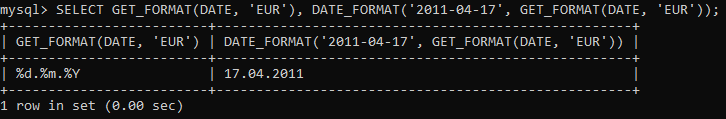 mysql> SELECT GET_FORMAT(DATE, 'EUR'), DATE_FORMAT('2011-04-17', GET_FORMAT(DATE, 'EUR'));
+-------------------------+----------------------------------------------------+
| GET_FORMAT(DATE, 'EUR') | DATE_FORMAT('2011-04-17', GET_FORMAT(DATE, 'EUR')) |
+-------------------------+----------------------------------------------------+
| %d.%m.%Y                | 17.04.2011                                         |
+-------------------------+----------------------------------------------------+
1 row in set (0.00 sec)